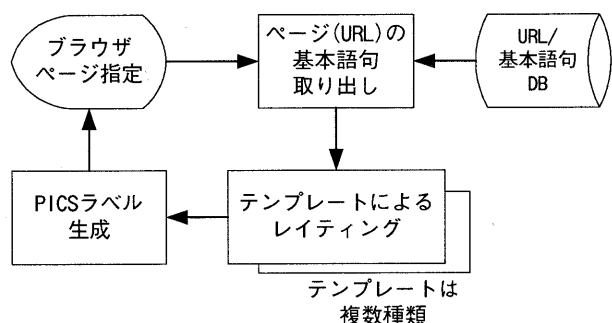 ブラウザ
ページ指定
ページ(URL)の
基本語句
取り出し
URL/
基本語句
DB
PICSラベル
生成
テンプレートによる
レイティング
テンプレートは
複数種類